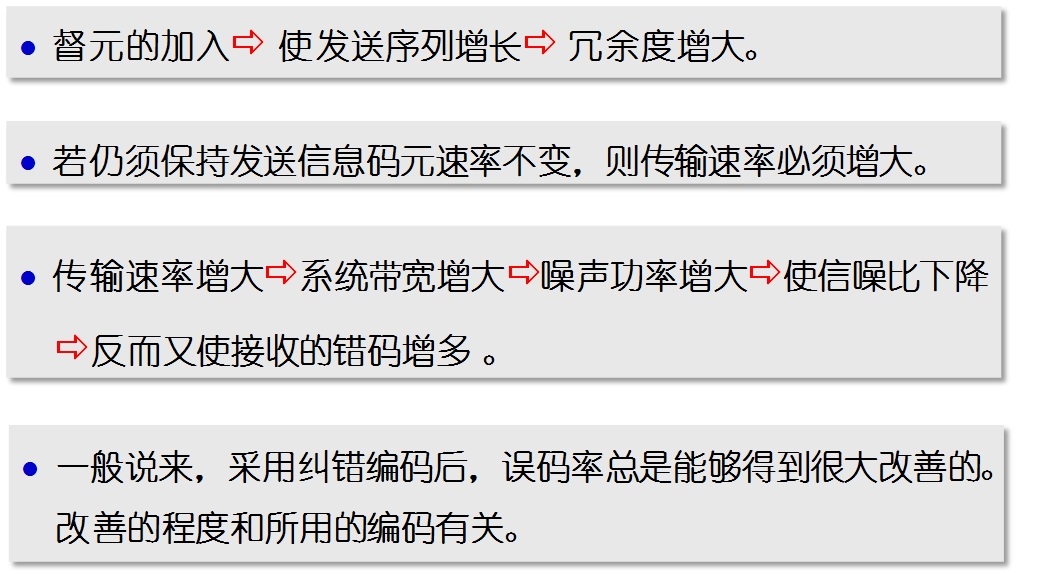 ● 督元的加入⇨ 使发送序列增长⇨ 冗余度增大。
● 若仍须保持发送信息码元速率不变，则传输速率必须增大。
● 传输速率增大⇨系统带宽增大⇨噪声功率增大⇨使信噪比下降
⇨反而又使接收的错码增多 。
● 一般说来，采用纠错编码后，误码率总是能够得到很大改善的。
改善的程度和所用的编码有关。